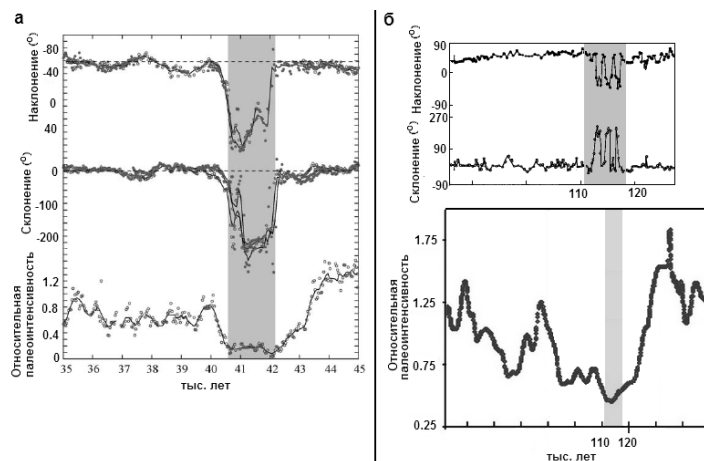 а
Наклонение (°)
-80
-40
0
40
Склонение (°)
0
-100
-200
Относительная
палеоинтенсивность
1.2
0.8
0.4
0
35 36 37 38 39 40 41 42 43 44 45
тыс. лет
б
Наклонение (°)
90
0
-90
Склонение (°)
270
90
-90
110 120
Относительная
палеоинтенсивность
1.75
1.25
0.75
0.25
110 120
тыс. лет